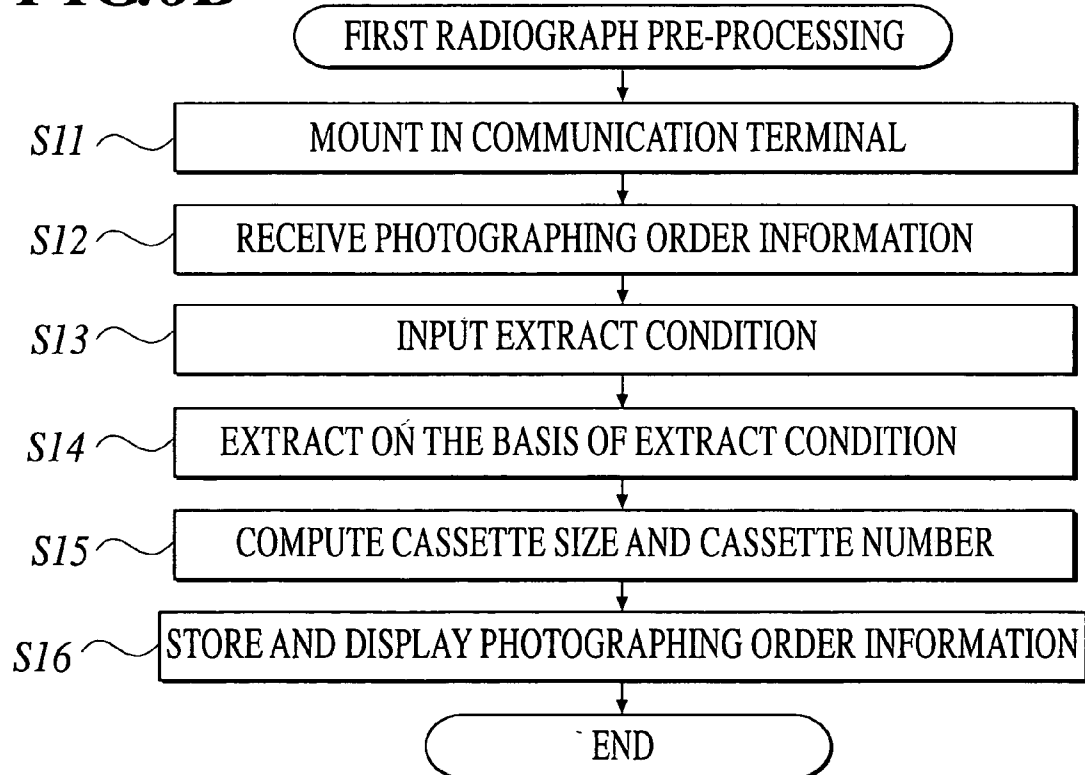 FIRST RADIOGRAPH PRE-PROCESSING
S11 MOUNT IN COMMUNICATION TERMINAL
S12 RECEIVE PHOTOGRAPHING ORDER INFORMATION
S13 INPUT EXTRACT CONDITION
S14 EXTRACT ON THE BASIS OF EXTRACT CONDITION
S15 COMPUTE CASSETTE SIZE AND CASSETTE NUMBER
S16 STORE AND DISPLAY PHOTOGRAPHING ORDER INFORMATION
END